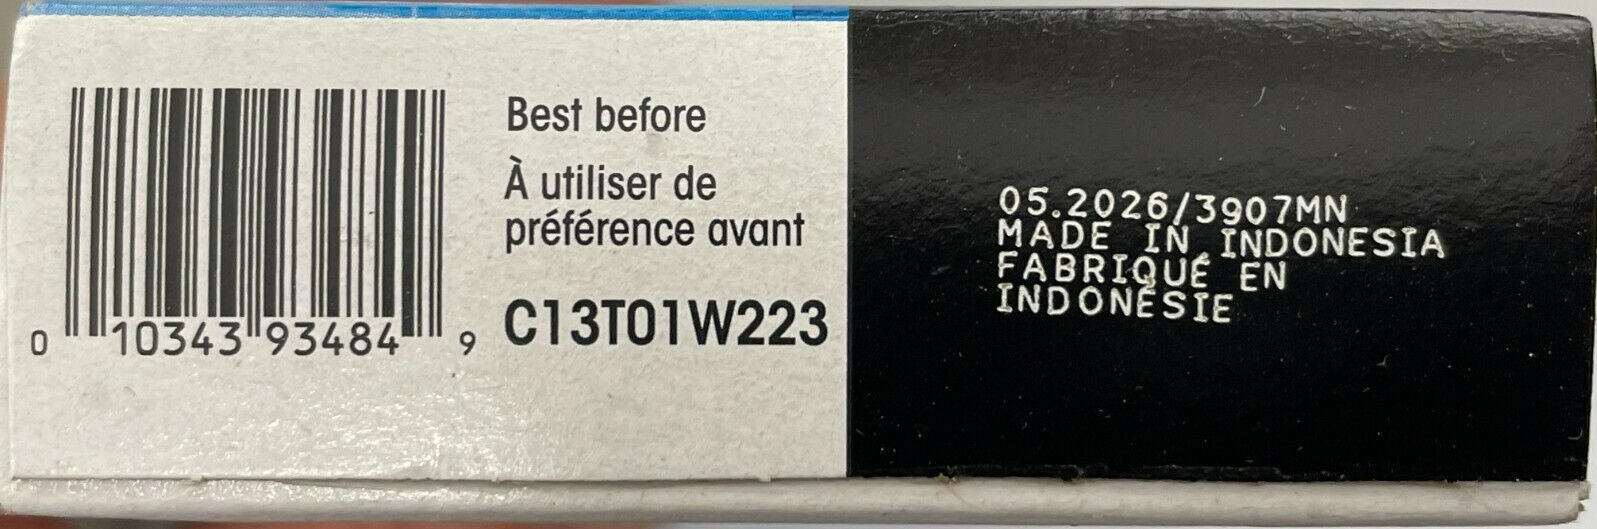 Best before
À utiliser de
préférence avant
C13T01W223
0 10343 93484 9
05.2026/3907MN
MADE IN INDONESIA
FABRIQUÉ EN
INDONÉSIE